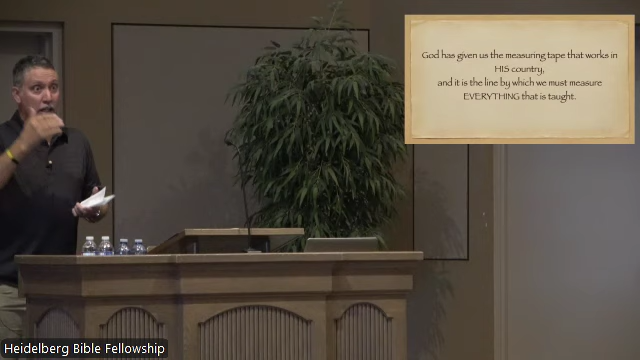 God has given us the measuring tape that works in
HIS country,
and it is the line by which we must measure
EVERYTHING that is taught.
Heidelberg Bible Fellowship